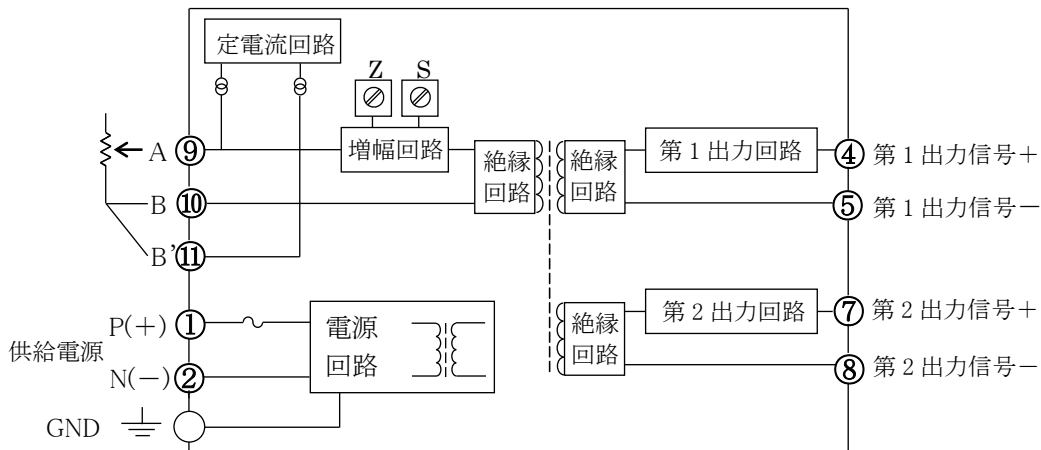 定電流回路
Z S
A ⑨
増幅回路
絶縁
回路
絶縁
回路
第1出力回路
④ 第1出力信号+
B ⑩
⑤ 第1出力信号-
B' ⑪
P(+) ①
電源
回路
供給電源
N(-) ②
GND
絶縁
回路
第2出力回路
⑦ 第2出力信号+
⑧ 第2出力信号-